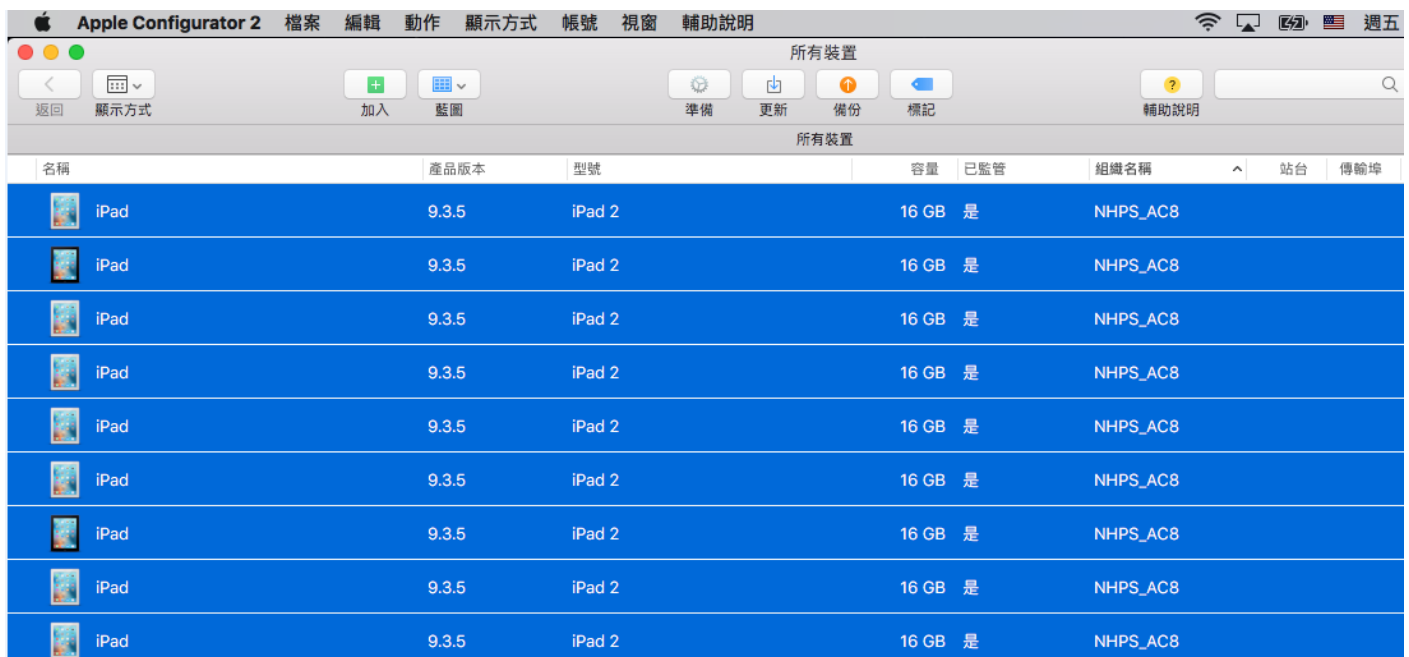 Apple Configurator 2 檔案 編輯 動作 顯示方式 帳號 視窗 輔助說明 週五
所有裝置
返回 顯示方式 加入 藍圖 準備 更新 備份 標記 ? 輔助說明
所有裝置
名稱 產品版本 型號 容量 已監管 組織名稱 站台 傳輸埠
iPad 9.3.5 iPad 2 16 GB 是 NHPS_AC8
iPad 9.3.5 iPad 2 16 GB 是 NHPS_AC8
iPad 9.3.5 iPad 2 16 GB 是 NHPS_AC8
iPad 9.3.5 iPad 2 16 GB 是 NHPS_AC8
iPad 9.3.5 iPad 2 16 GB 是 NHPS_AC8
iPad 9.3.5 iPad 2 16 GB 是 NHPS_AC8
iPad 9.3.5 iPad 2 16 GB 是 NHPS_AC8
iPad 9.3.5 iPad 2 16 GB 是 NHPS_AC8
iPad 9.3.5 iPad 2 16 GB 是 NHPS_AC8